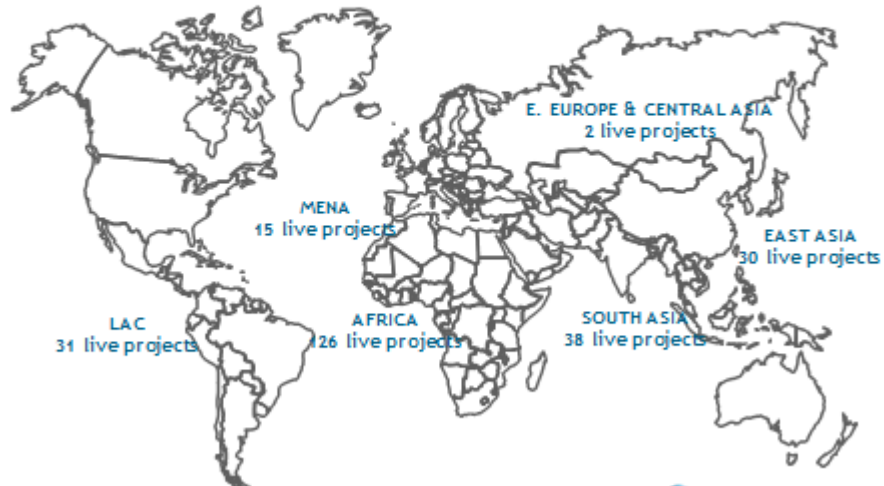 E. EUROPE & CENTRAL ASIA
2 live projects
MENA
15 live projects
EAST ASIA
30 live projects
LAC
31 live projects
AFRICA
126 live projects
SOUTH ASIA
38 live projects